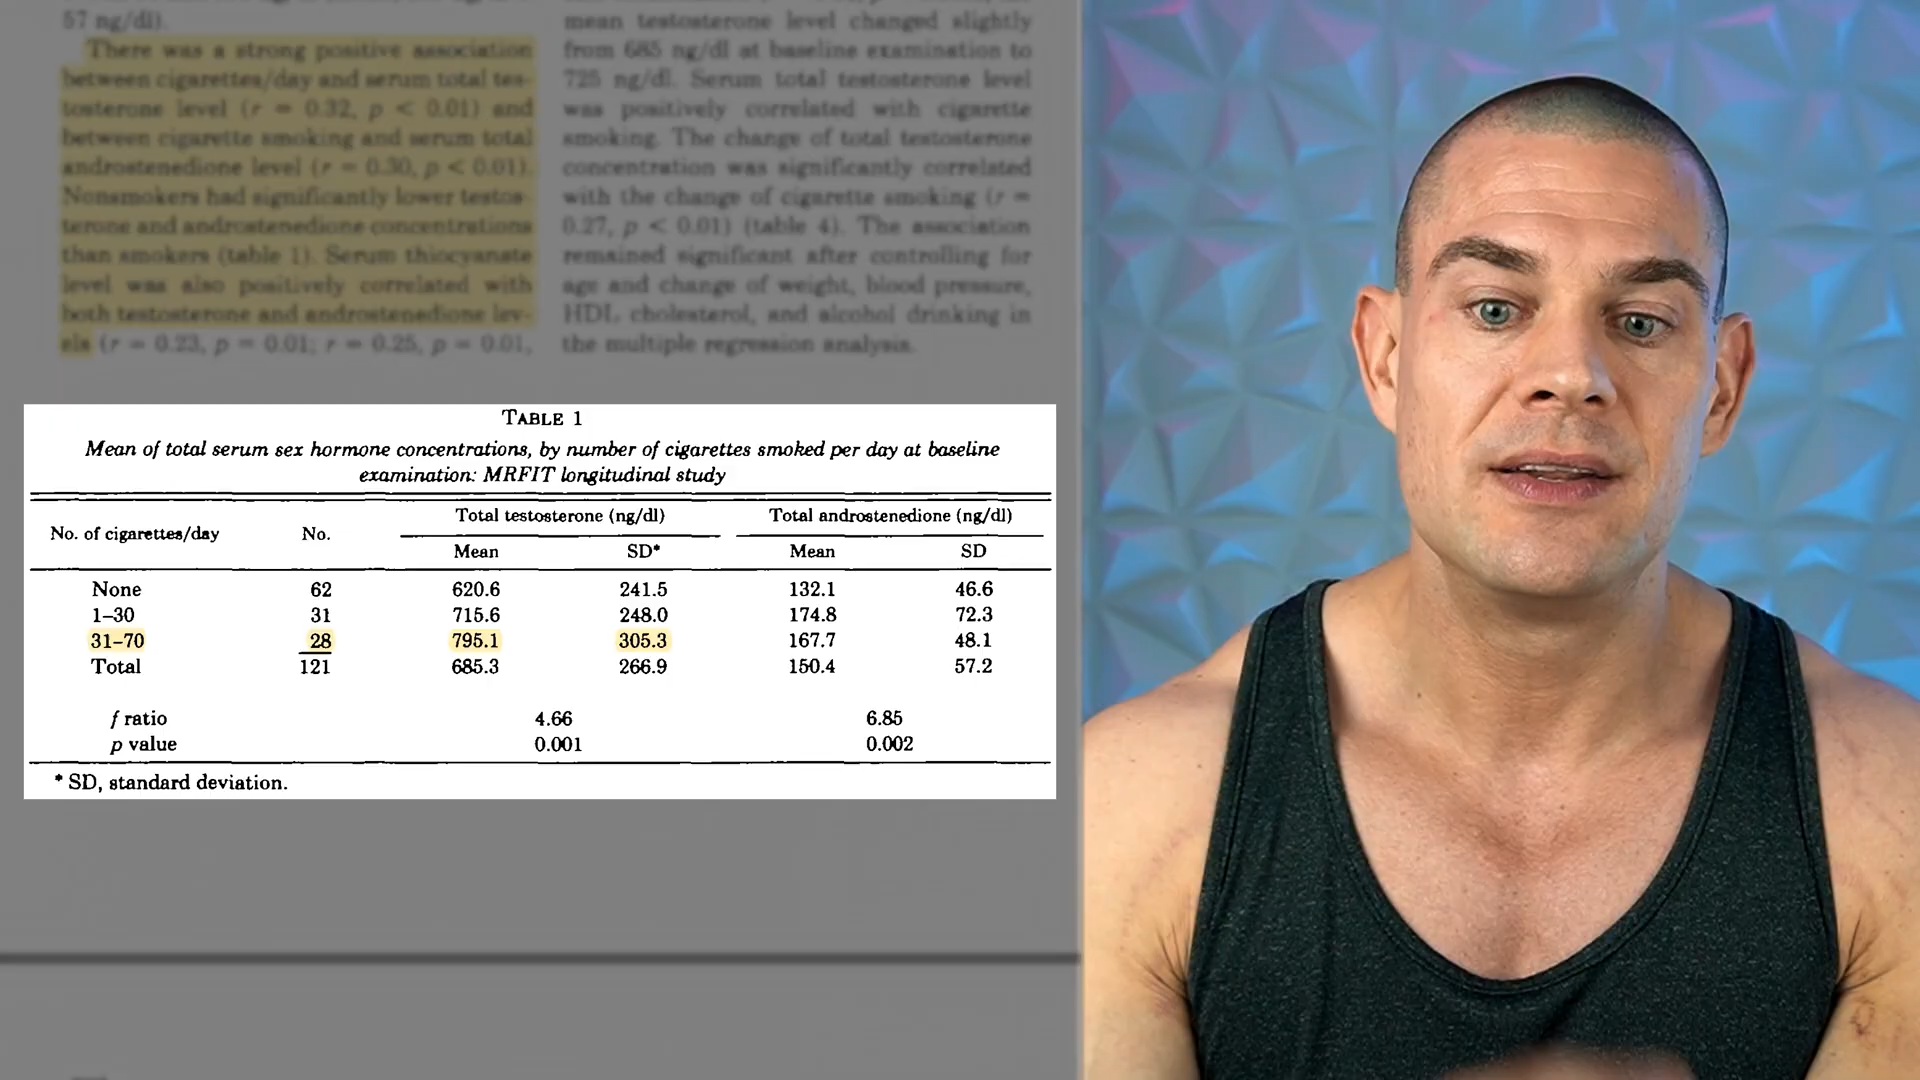 57 ng/dl).
There was a strong positive association
between cigarettes/day and serum total tes-
tosterone level (r = 0.32, p < 0.01) and
between cigarette smoking and serum total
androstenedione level (r = 0.30, p < 0.01).
Nonsmokers had significantly lower testos-
terone and androstenedione concentrations
than smokers (table 1). Serum thiocyanate
level was also positively correlated with
both testosterone and androstenedione lev-
els (r = 0.23, p = 0.01; r = 0.25, p = 0.01,
mean testosterone level changed slightly
from 685 ng/dl at baseline examination to
725 ng/dl. Serum total testosterone level
was positively correlated with cigarette
smoking. The change of total testosterone
concentration was significantly correlated
with the change of cigarette smoking (r =
0.27, p < 0.01) (table 4). The association
remained significant after controlling for
age and change of weight, blood pressure,
HDL cholesterol, and alcohol drinking in
the multiple regression analysis.
TABLE 1
Mean of total serum sex hormone concentrations, by number of cigarettes smoked per day at baseline
examination: MRFIT longitudinal study
No. of cigarettes/day No. Total testosterone (ng/dl) Total androstenedione (ng/dl)
Mean SD* Mean SD
None 62 620.6 241.5 132.1 46.6
1–30 31 715.6 248.0 174.8 72.3
31–70 28 795.1 305.3 167.7 48.1
Total 121 685.3 266.9 150.4 57.2
f ratio 4.66 6.85
p value 0.001 0.002
* SD, standard deviation.